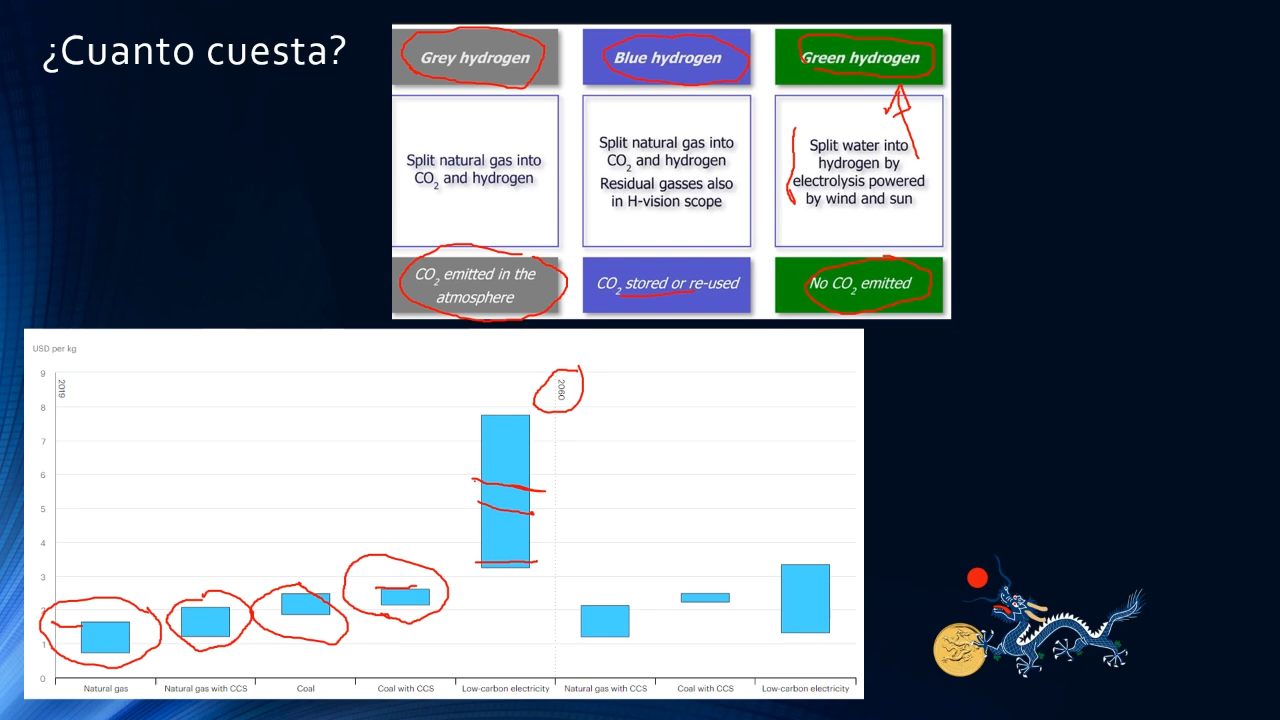 ¿Cuanto cuesta?
Grey hydrogen
Blue hydrogen
Green hydrogen
Split natural gas into
CO2 and hydrogen
Split natural gas into
CO2 and hydrogen
Residual gasses also
in H-vision scope
Split water into
hydrogen by
electrolysis powered
by wind and sun
CO2 emitted in the
atmosphere
CO2 stored or re-used
No CO2 emitted
USD per kg
9
8
7
6
5
4
3
2
1
0
2019
2060
Natural gas
Natural gas with CCS
Coal
Coal with CCS
Low-carbon electricity
Natural gas with CCS
Coal with CCS
Low-carbon electricity